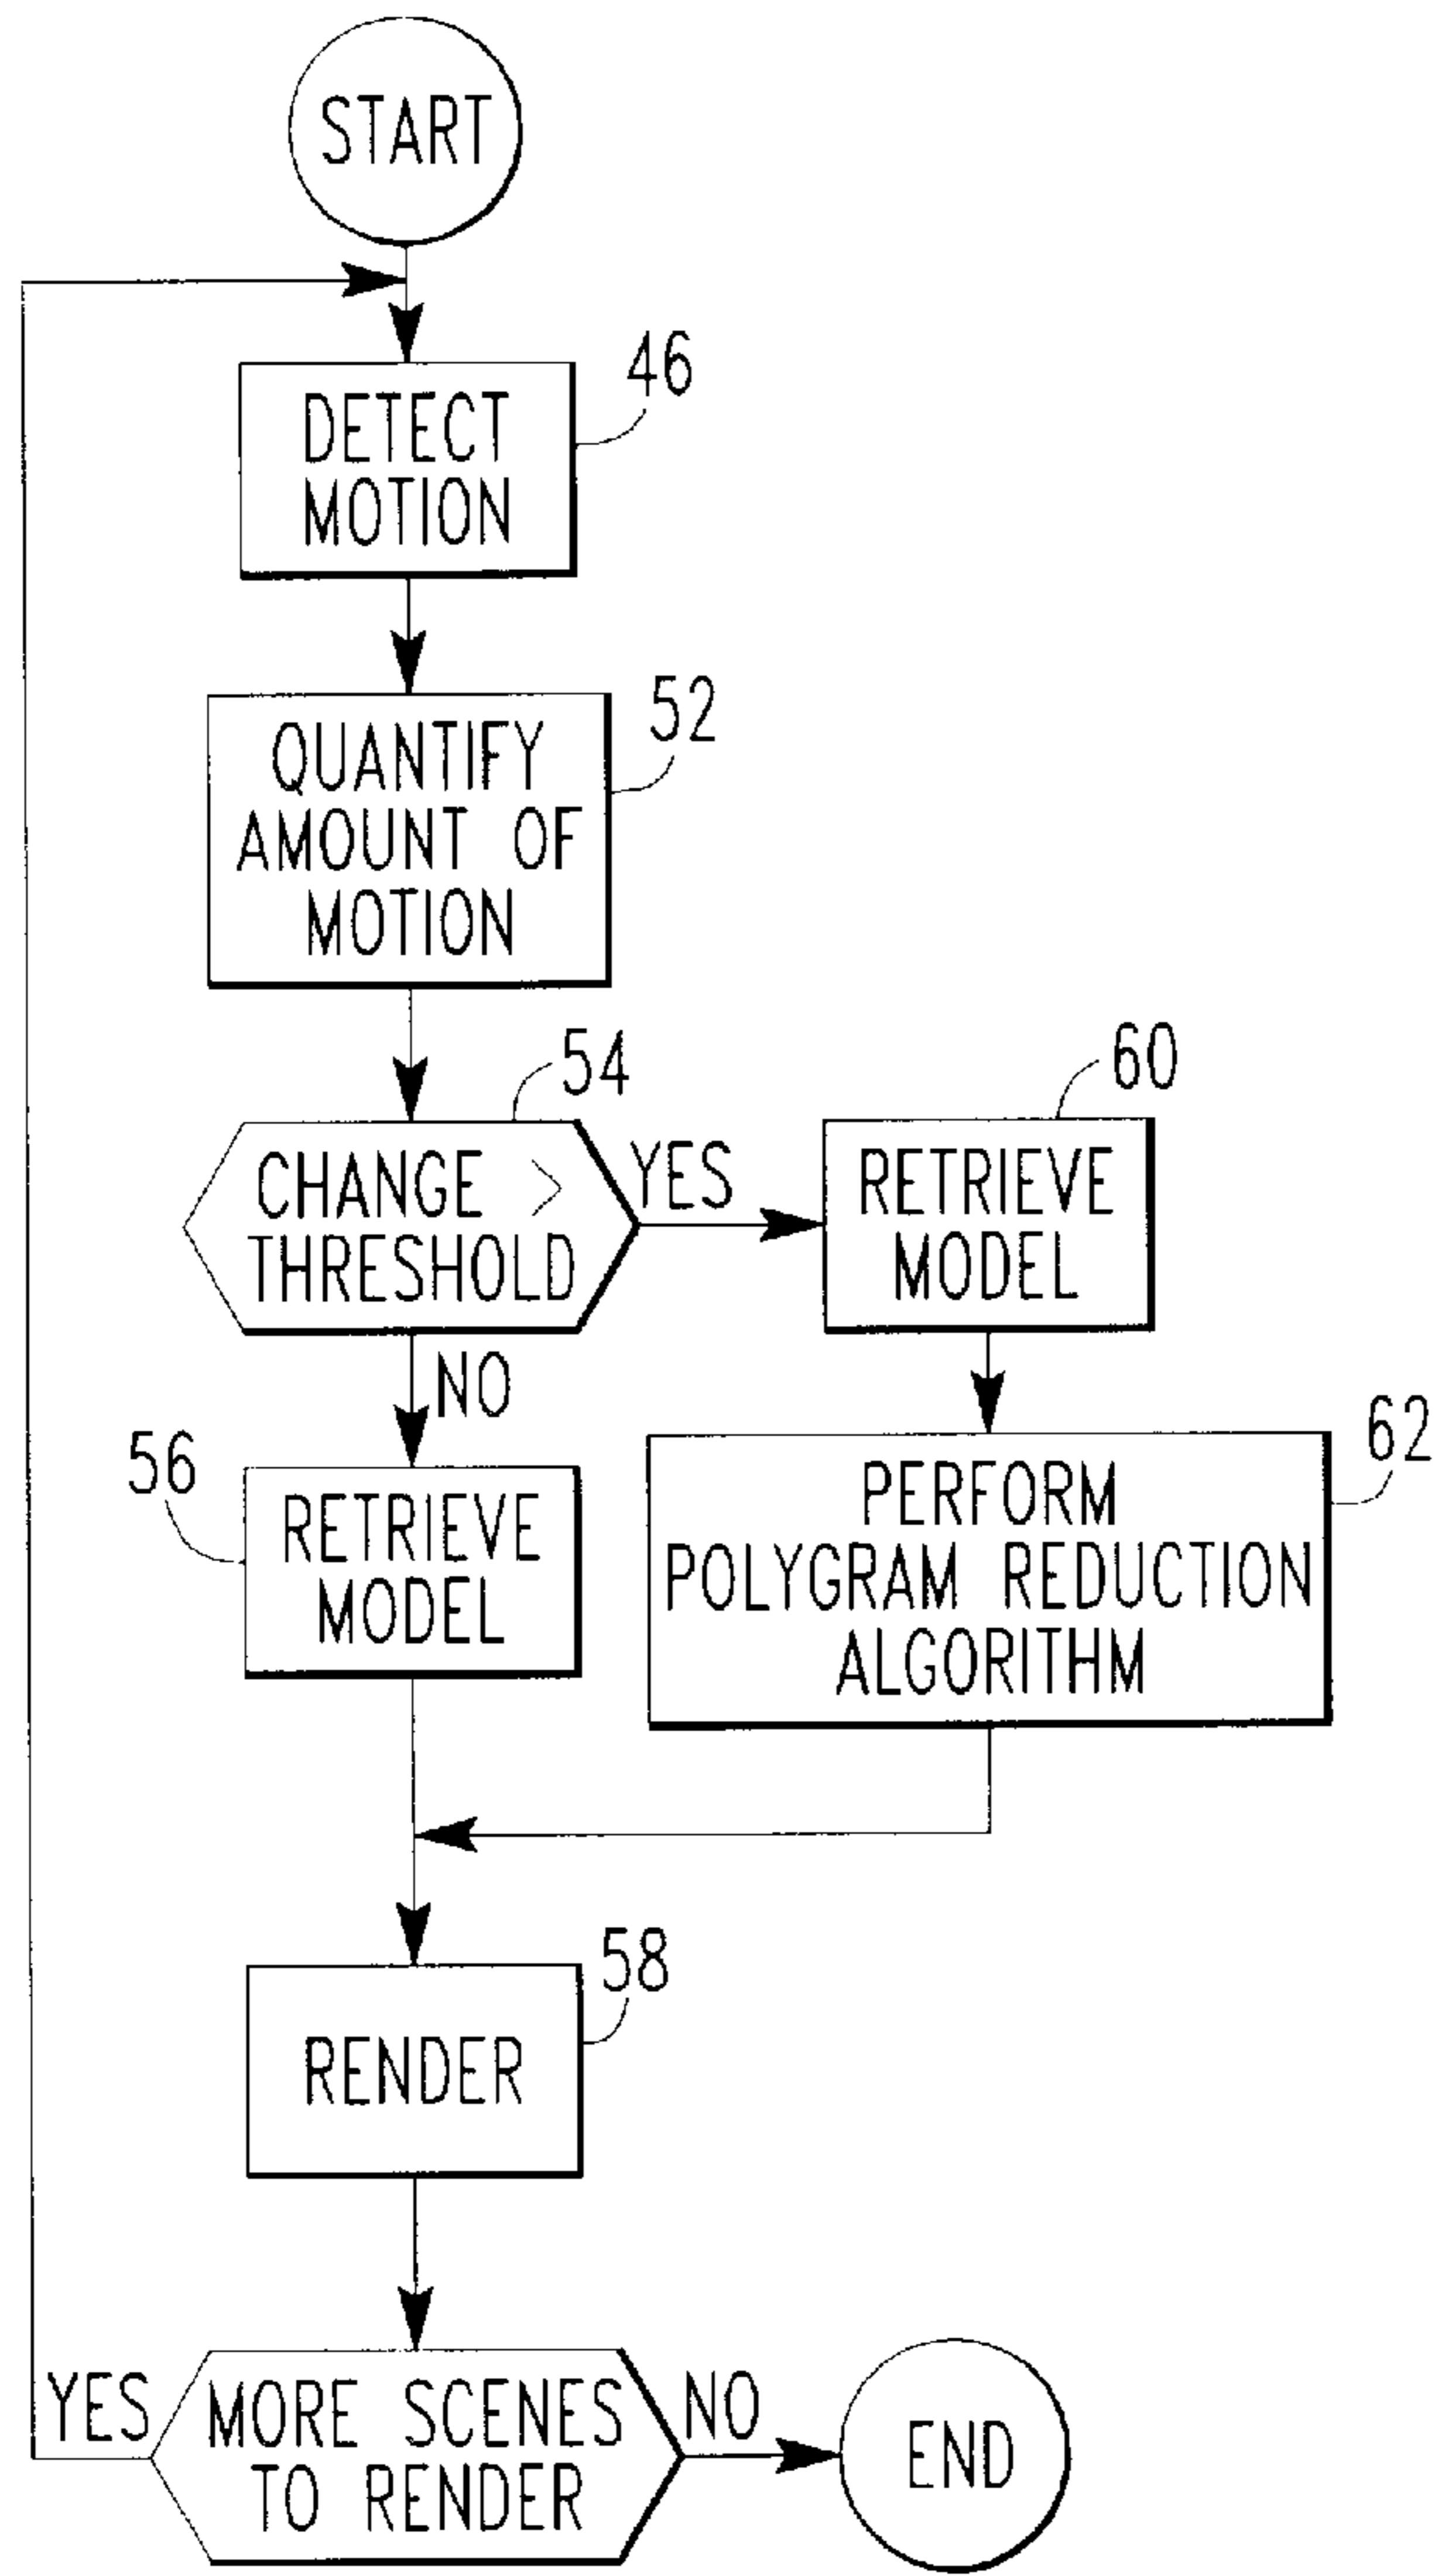 START
46
DETECT
MOTION
52
QUANTIFY
AMOUNT OF
MOTION
54
CHANGE >
THRESHOLD
YES
60
RETRIEVE
MODEL
NO
56
RETRIEVE
MODEL
62
PERFORM
POLYGRAM REDUCTION
ALGORITHM
58
RENDER
YES
MORE SCENES
TO RENDER
NO
END